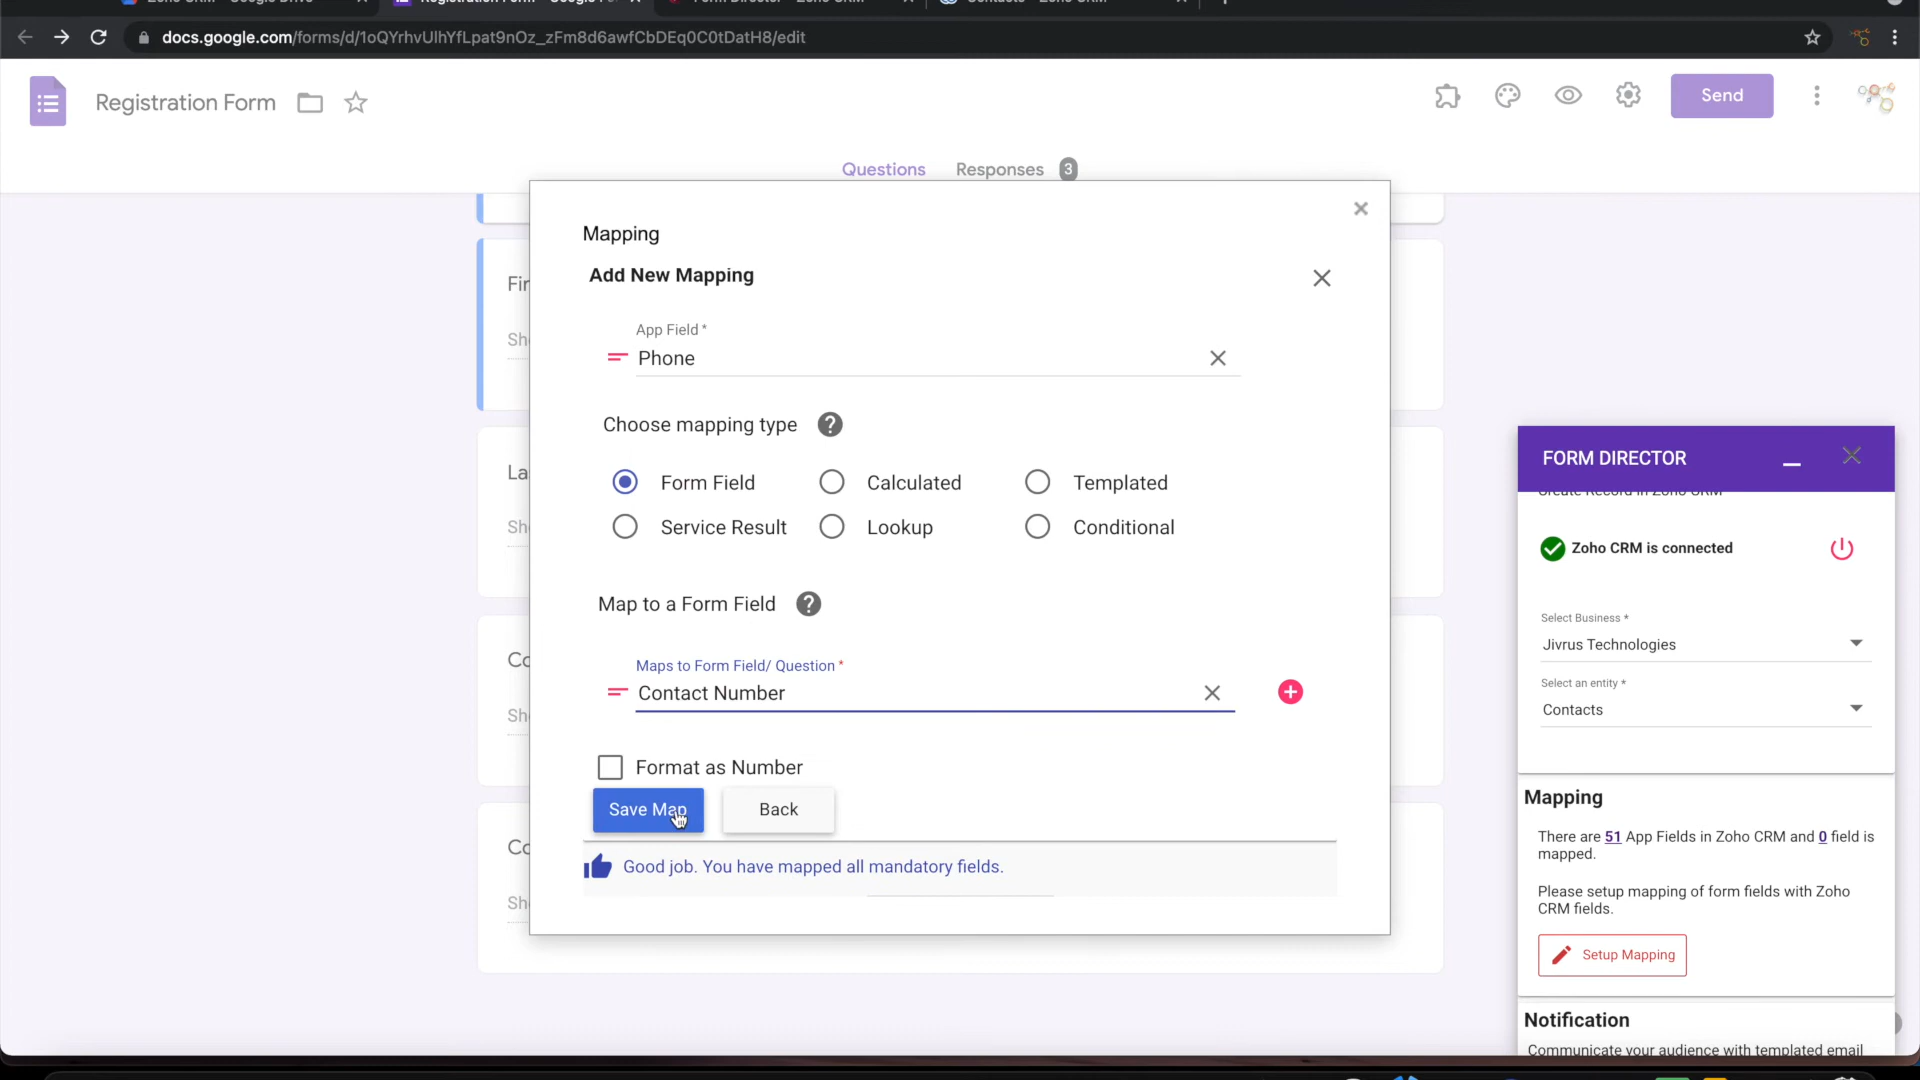 docs.google.com/forms/d/1oQYrhvUlhYfLpat9nOz_zFm8d6awfCbDEq0C0tDatH8/edit
Registration Form
Send
Questions
Responses
3
Mapping
Add New Mapping
App Field *
Phone
Choose mapping type
Form Field
Calculated
Templated
Service Result
Lookup
Conditional
Map to a Form Field
Maps to Form Field/ Question *
Contact Number
Format as Number
Save Map
Back
Good job. You have mapped all mandatory fields.
FORM DIRECTOR
Create Record in Zoho CRM
Zoho CRM is connected
Select Business *
Jivrus Technologies
Select an entity *
Contacts
Mapping
There are 51 App Fields in Zoho CRM and 0 field is
mapped.
Please setup mapping of form fields with Zoho
CRM fields.
Setup Mapping
Notification
Communicate your audience with templated email